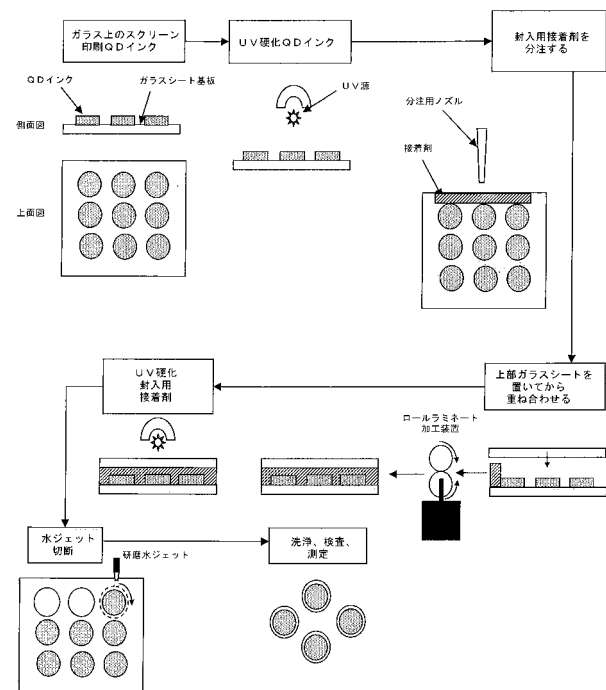 ガラス上のスクリーン
印刷QDインク
UV硬化QDインク
封入用接着剤を
分注する
QDインク
ガラスシート基板
側面図
UV源
分注用ノズル
接着剤
上面図
UV硬化
封入用
接着剤
上部ガラスシートを
置いてから
重ね合わせる
ロールラミネート
加工装置
水ジェット
切断
洗浄、検査、
測定
研磨水ジェット